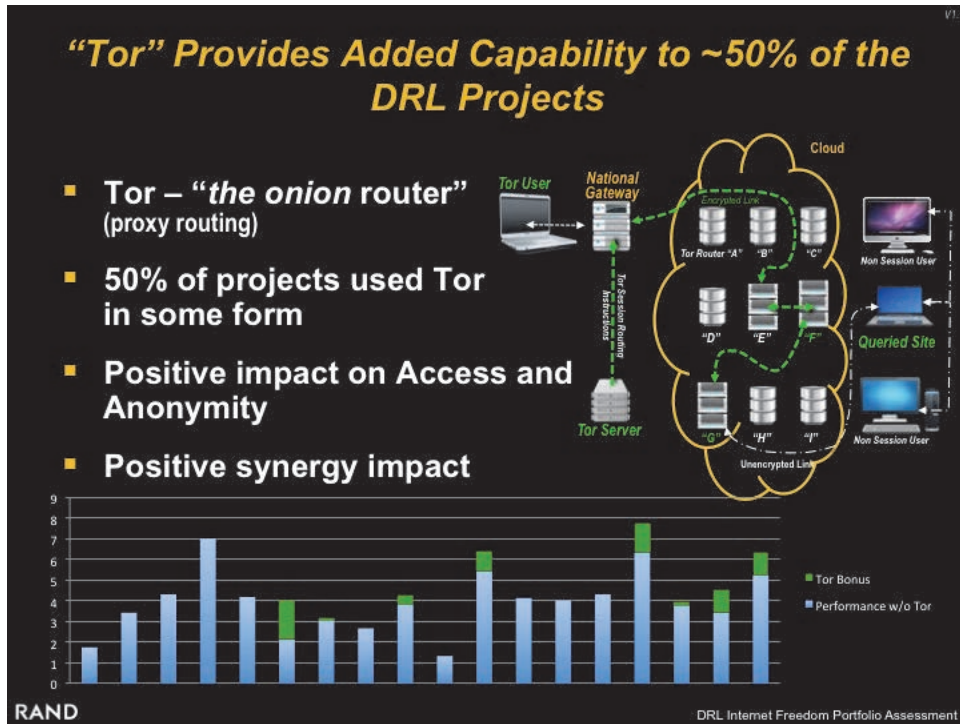 V1.
“Tor” Provides Added Capability to ~50% of the
DRL Projects
▪ Tor – “the onion router”
(proxy routing)
▪ 50% of projects used Tor
in some form
▪ Positive impact on Access and
Anonymity
▪ Positive synergy impact
Cloud
Tor User
National
Gateway
Encrypted Link
Tor Router “A”
“B”
“C”
Non Session User
Tor Session Routing
Instructions
“D”
“E”
“F”
Queried Site
Tor Server
“G”
“H”
“I”
Non Session User
Unencrypted Link
9
8
7
6
5
4
3
2
1
0
Tor Bonus
Performance w/o Tor
RAND
DRL Internet Freedom Portfolio Assessment